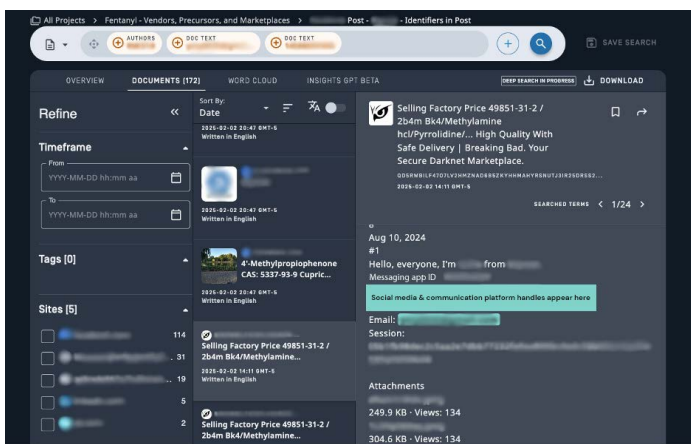 All Projects > Fentanyl - Vendors, Precursors, and Marketplaces > Post - - Identifiers in Post
AUTHORS
DOC TEXT
DOC TEXT
SAVE SEARCH
OVERVIEW
DOCUMENTS (172)
WORD CLOUD
INSIGHTS GPT BETA
DEEP SEARCH IN PROGRESS
DOWNLOAD
Refine
Timeframe
From
YYYY-MM-DD hh:mm aa
To
YYYY-MM-DD hh:mm aa
Tags [0]
Sites [5]
114
31
19
5
2
Sort By:
Date
2025-02-02 20:47 GMT-5
Written in English
2025-02-02 20:47 GMT-5
Written in English
4'-Methylpropiophenone
CAS: 5337-93-9 Cupric...
2025-02-02 20:47 GMT-5
Written in English
Selling Factory Price 49851-31-2 /
2b4m Bk4/Methylamine...
2025-02-02 14:11 GMT-5
Written in English
Selling Factory Price 49851-31-2 /
2b4m Bk4/Methylamine...
Selling Factory Price 49851-31-2 /
2b4m Bk4/Methylamine
hcl/Pyrrolidine/... High Quality With
Safe Delivery | Breaking Bad. Your
Secure Darknet Marketplace.
2025-02-02 14:11 GMT-5
SEARCHED TERMS < 1/24 >
Aug 10, 2024
#1
Hello, everyone, I'm from
Messaging app ID
Social media & communication platform handles appear here
Email:
Session:
Attachments
249.9 KB · Views: 134
304.6 KB · Views: 134